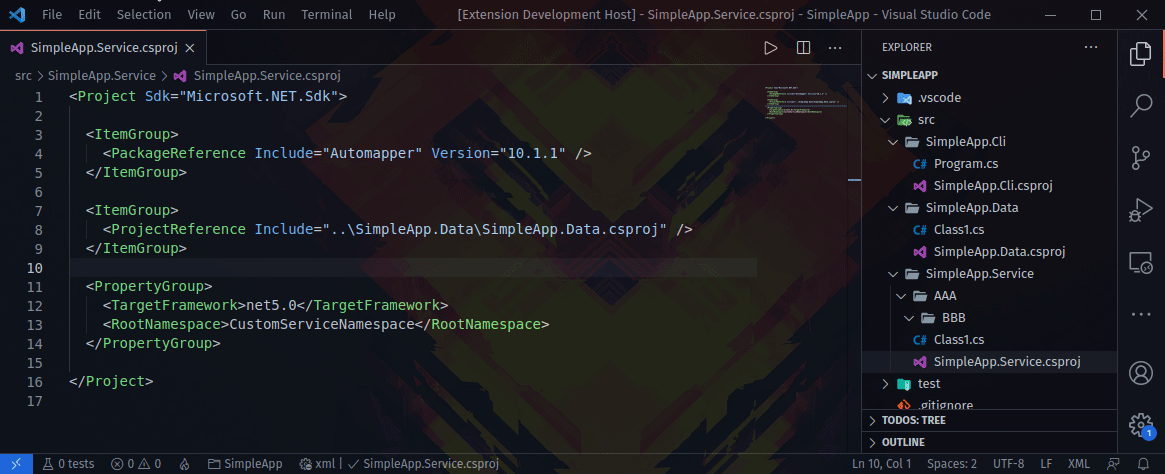 File Edit Selection View Go Run Terminal Help [Extension Development Host] - SimpleApp.Service.csproj - SimpleApp - Visual Studio Code
SimpleApp.Service.csproj
src > SimpleApp.Service > SimpleApp.Service.csproj
1 <Project Sdk="Microsoft.NET.Sdk">
2
3 <ItemGroup>
4 <PackageReference Include="Automapper" Version="10.1.1" />
5 </ItemGroup>
6
7 <ItemGroup>
8 <ProjectReference Include="..\SimpleApp.Data\SimpleApp.Data.csproj" />
9 </ItemGroup>
10
11 <PropertyGroup>
12 <TargetFramework>net5.0</TargetFramework>
13 <RootNamespace>CustomServiceNamespace</RootNamespace>
14 </PropertyGroup>
15
16 </Project>
17
EXPLORER
SIMPLEAPP
.vscode
src
SimpleApp.Cli
C# Program.cs
SimpleApp.Cli.csproj
SimpleApp.Data
C# Class1.cs
SimpleApp.Data.csproj
SimpleApp.Service
AAA
BBB
C# Class1.cs
SimpleApp.Service.csproj
test
.gitignore
TODOS: TREE
OUTLINE
1
0 tests 0 0 SimpleApp xml | SimpleApp.Service.csproj Ln 10, Col 1 Spaces: 2 UTF-8 LF XML